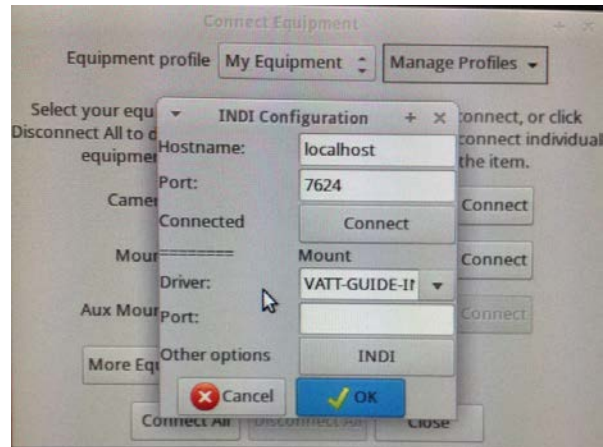 Connect Equipment
Equipment profile My Equipment Manage Profiles
Select your equ
Disconnect All to d
equipmen
onnect, or click
connect individual
the item.
INDI Configuration
Hostname: localhost
Port: 7624
Connected Connect
======== Mount
Driver: VATT-GUIDE-II
Port:
Other options INDI
Cancel OK
Camer Connect
Moun Connect
Aux Moun Connect
More Equ
Connect All Disconnect All Close